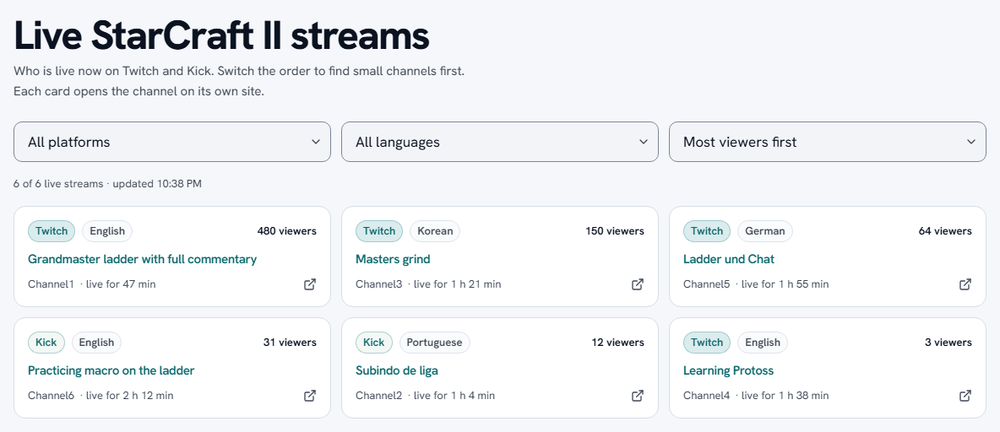 Live StarCraft II streams
Who is live now on Twitch and Kick. Switch the order to find small channels first.
Each card opens the channel on its own site.
All platforms
All languages
Most viewers first
6 of 6 live streams · updated 10:38 PM
Twitch English 480 viewers
Grandmaster ladder with full commentary
Channel1 · live for 47 min
Twitch Korean 150 viewers
Masters grind
Channel3 · live for 1 h 21 min
Twitch German 64 viewers
Ladder und Chat
Channel5 · live for 1 h 55 min
Kick English 31 viewers
Practicing macro on the ladder
Channel6 · live for 2 h 12 min
Kick Portuguese 12 viewers
Subindo de liga
Channel2 · live for 1 h 4 min
Twitch English 3 viewers
Learning Protoss
Channel4 · live for 1 h 38 min